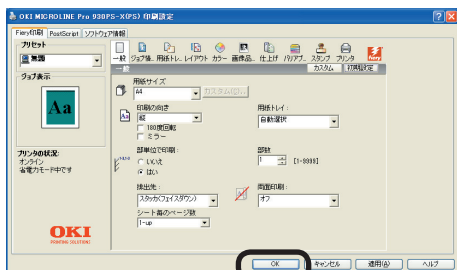 OKI MICROLINE Pro 930PS-X(PS) 印刷設定
Fiery印刷 PostScript ソフトウェア情報
プリセット
無題
ジョブ表示
Aa
プリンタの状況:
オンライン
省電力モード中です
OKI
PRINTING SOLUTIONS
一般 ジョブ情.. 用紙トレ.. レイアウト カラー 画像品.. 仕上げ バリアブ.. スタンプ プリンタ
一般 カスタム 初期設定
用紙サイズ
A4 カスタム(U)...
印刷の向き 用紙トレイ:
縦 自動選択
180度回転
ミラー
部単位で印刷: 部数
いいえ 1 [1-9999]
はい
排出先: 両面印刷:
スタッカ(フェイスダウン) オフ
シート毎のページ数
1-up
OK キャンセル 適用(A) ヘルプ